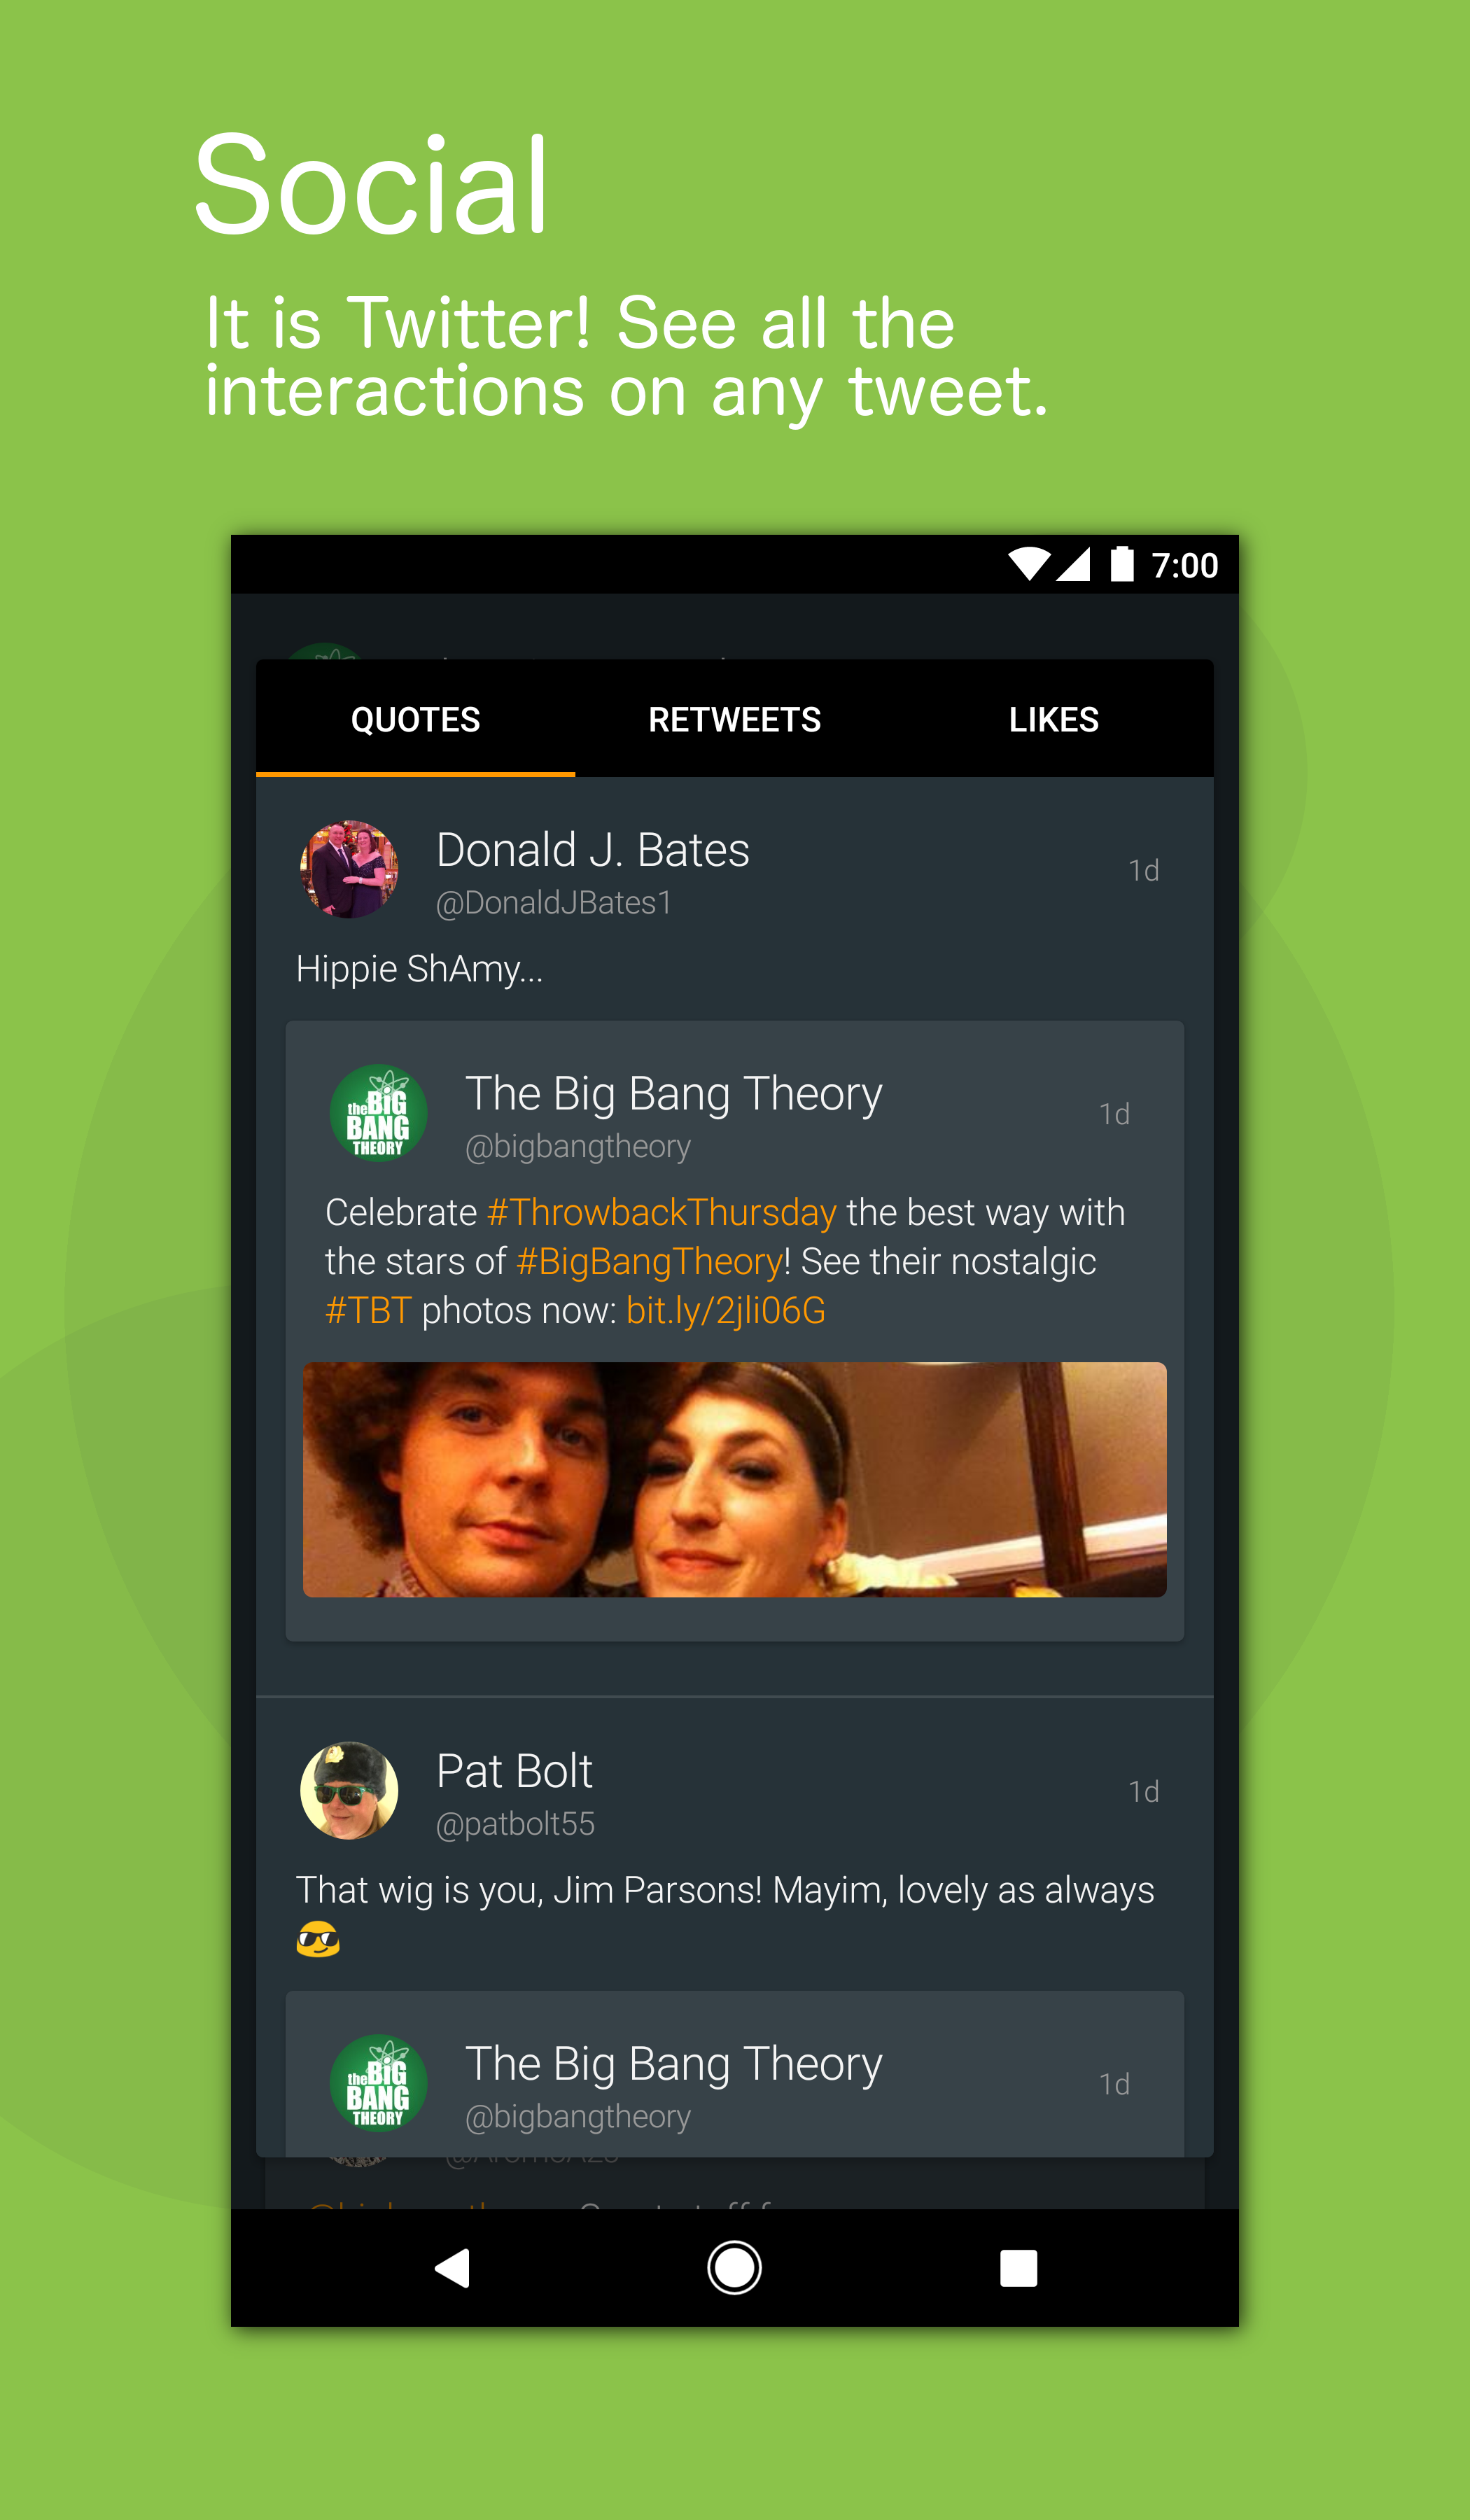 Social
It is Twitter! See all the
interactions on any tweet.
7:00
QUOTES RETWEETS LIKES
Donald J. Bates
1d
@DonaldJBates1
Hippie ShAmy...
the BiG BANG THEORY
The Big Bang Theory
1d
@bigbangtheory
Celebrate #ThrowbackThursday the best way with
the stars of #BigBangTheory! See their nostalgic
#TBT photos now: bit.ly/2jli06G
Pat Bolt
1d
@patbolt55
That wig is you, Jim Parsons! Mayim, lovely as always
😎
the BiG BANG THEORY
The Big Bang Theory
1d
@bigbangtheory